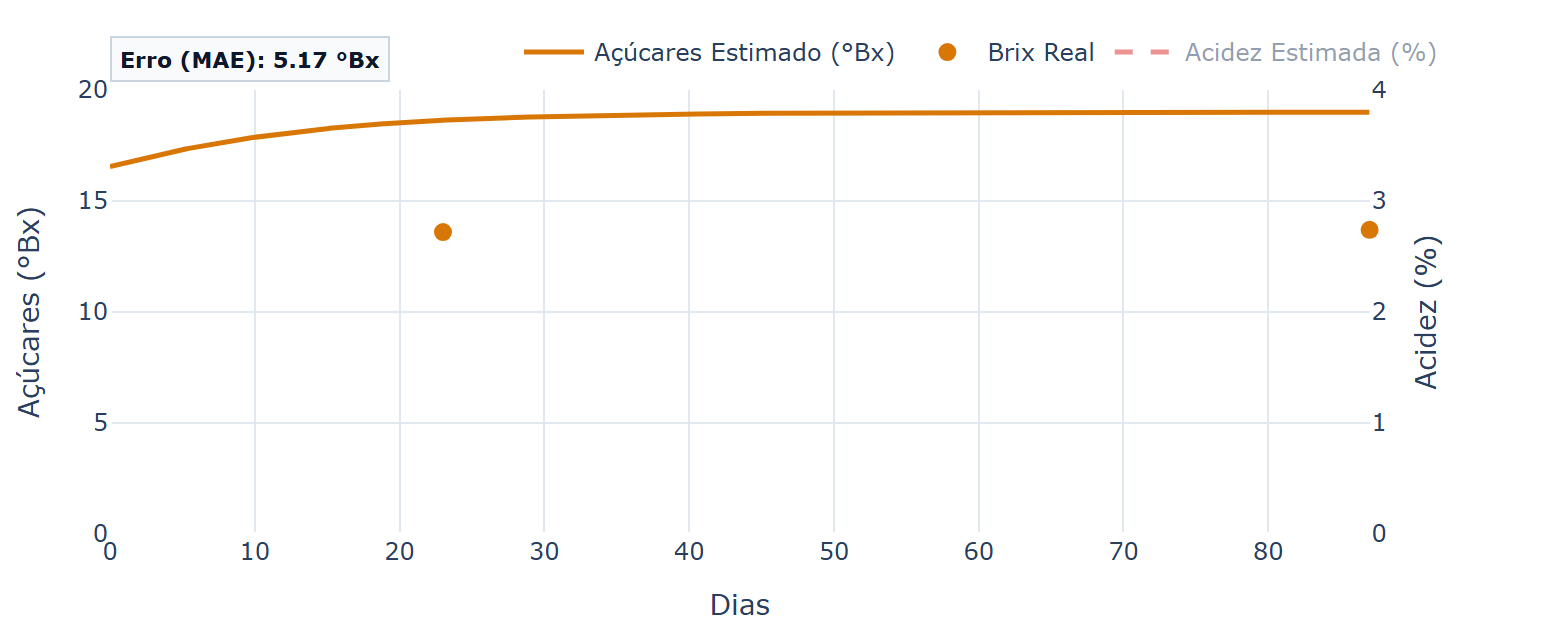 Erro (MAE): 5.17 °Bx
Açúcares Estimado (°Bx)
Brix Real
Acidez Estimada (%)
20
15
10
5
0
Açúcares (°Bx)
4
3
2
1
0
Acidez (%)
0 10 20 30 40 50 60 70 80
Dias